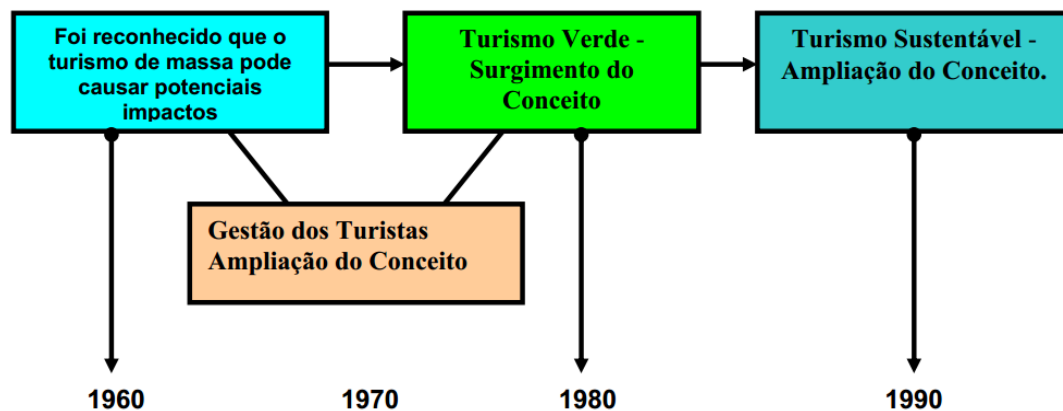 Foi reconhecido que o
turismo de massa pode
causar potenciais
impactos
Turismo Verde -
Surgimento do
Conceito
Turismo Sustentável -
Ampliação do Conceito.
Gestão dos Turistas
Ampliação do Conceito
1960
1970
1980
1990